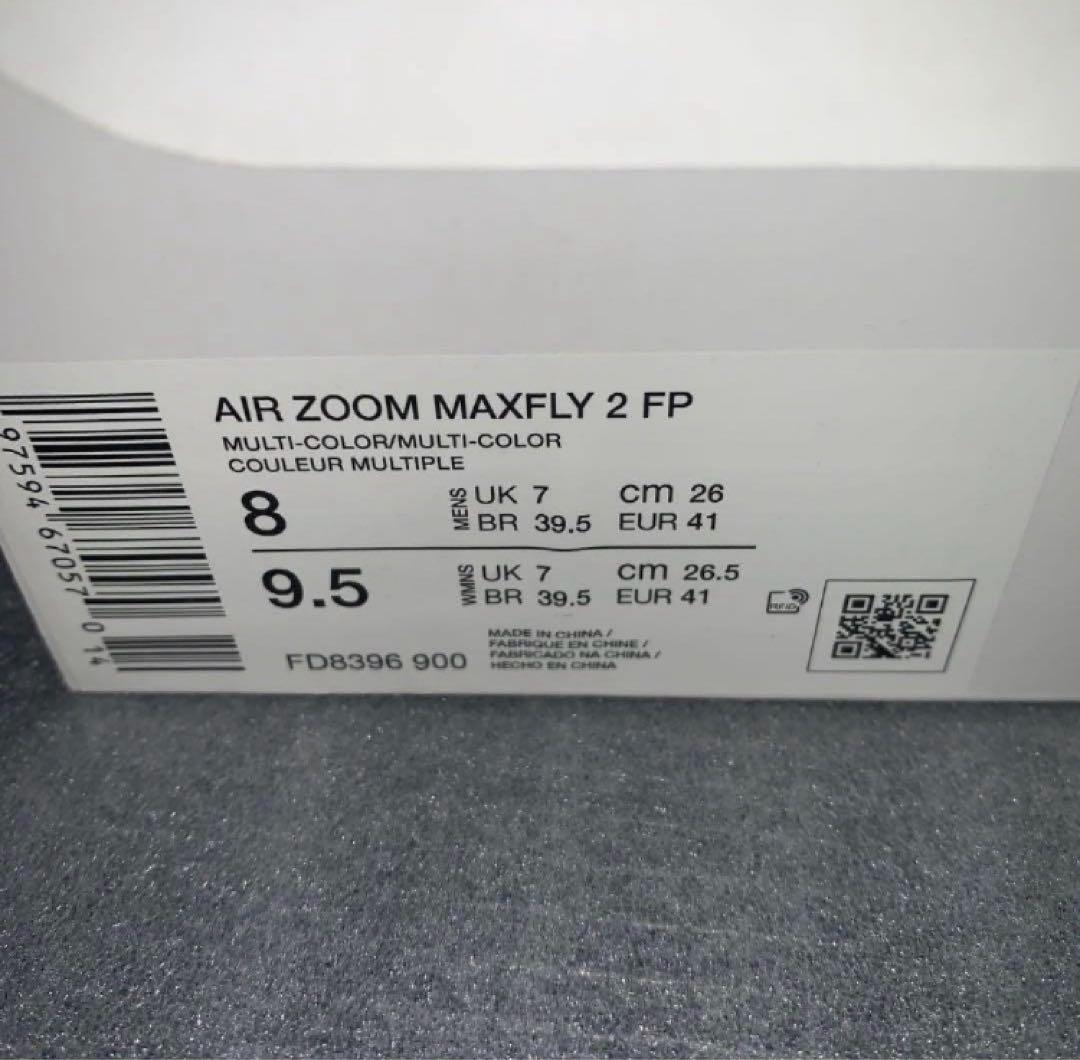 AIR ZOOM MAXFLY 2 FP
MULTI-COLOR/MULTI-COLOR
COULEUR MULTIPLE
8 MENS UK 7 cm 26
BR 39.5 EUR 41
9.5 WMNS UK 7 cm 26.5
BR 39.5 EUR 41
RFID
MADE IN CHINA /
FABRIQUE EN CHINE /
FABRICADO NA CHINA /
HECHO EN CHINA
FD8396 900
97594 67057 0 14